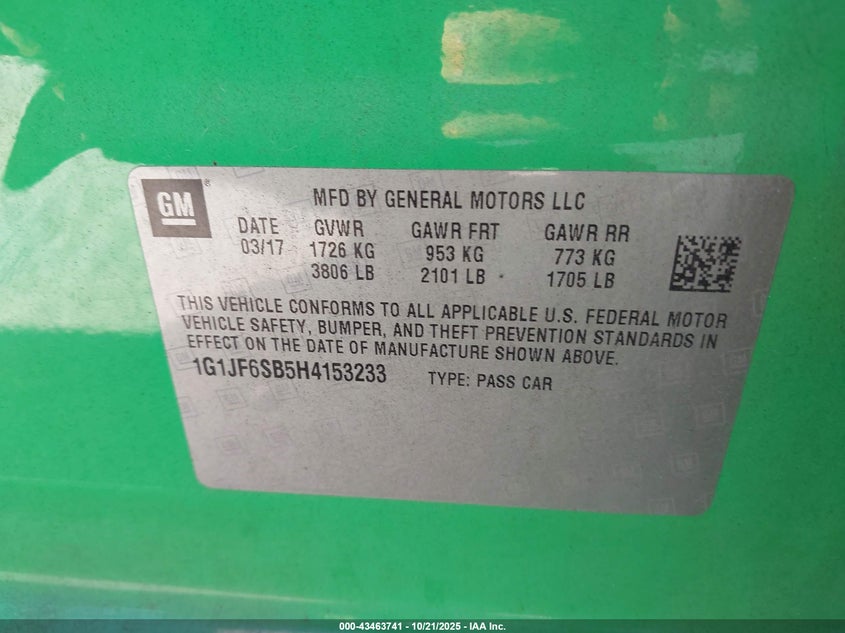 GM
MFD BY GENERAL MOTORS LLC
DATE GVWR GAWR FRT GAWR RR
03/17 1726 KG 953 KG 773 KG
3806 LB 2101 LB 1705 LB
THIS VEHICLE CONFORMS TO ALL APPLICABLE U.S. FEDERAL MOTOR
VEHICLE SAFETY, BUMPER, AND THEFT PREVENTION STANDARDS IN
EFFECT ON THE DATE OF MANUFACTURE SHOWN ABOVE.
1G1JF6SB5H4153233 TYPE: PASS CAR
000-43463741 - 10/21/2025 - IAA Inc.